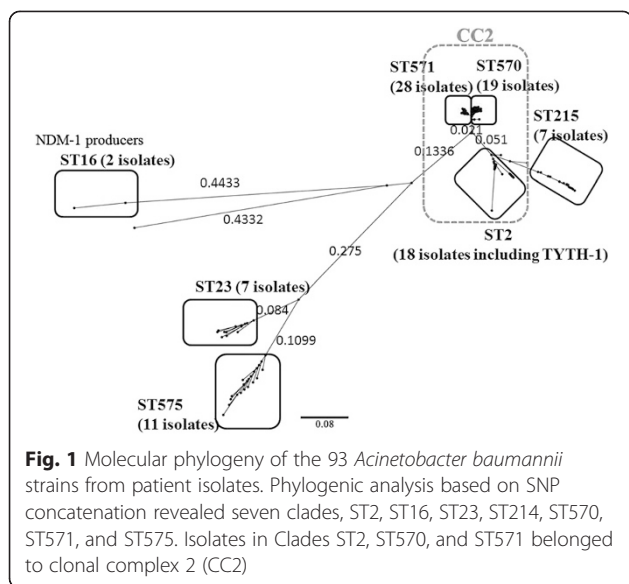 CC2
ST571
(28 isolates)
ST570
(19 isolates)
ST215
(7 isolates)
0.021
0.051
0.1336
NDM-1 producers
ST16 (2 isolates)
0.4433
0.4332
ST2
(18 isolates including TYTH-1)
0.275
ST23 (7 isolates)
0.084
0.1099
ST575
(11 isolates)
0.08
Fig. 1 Molecular phylogeny of the 93 Acinetobacter baumannii
strains from patient isolates. Phylogenic analysis based on SNP
concatenation revealed seven clades, ST2, ST16, ST23, ST214, ST570,
ST571, and ST575. Isolates in Clades ST2, ST570, and ST571 belonged
to clonal complex 2 (CC2)